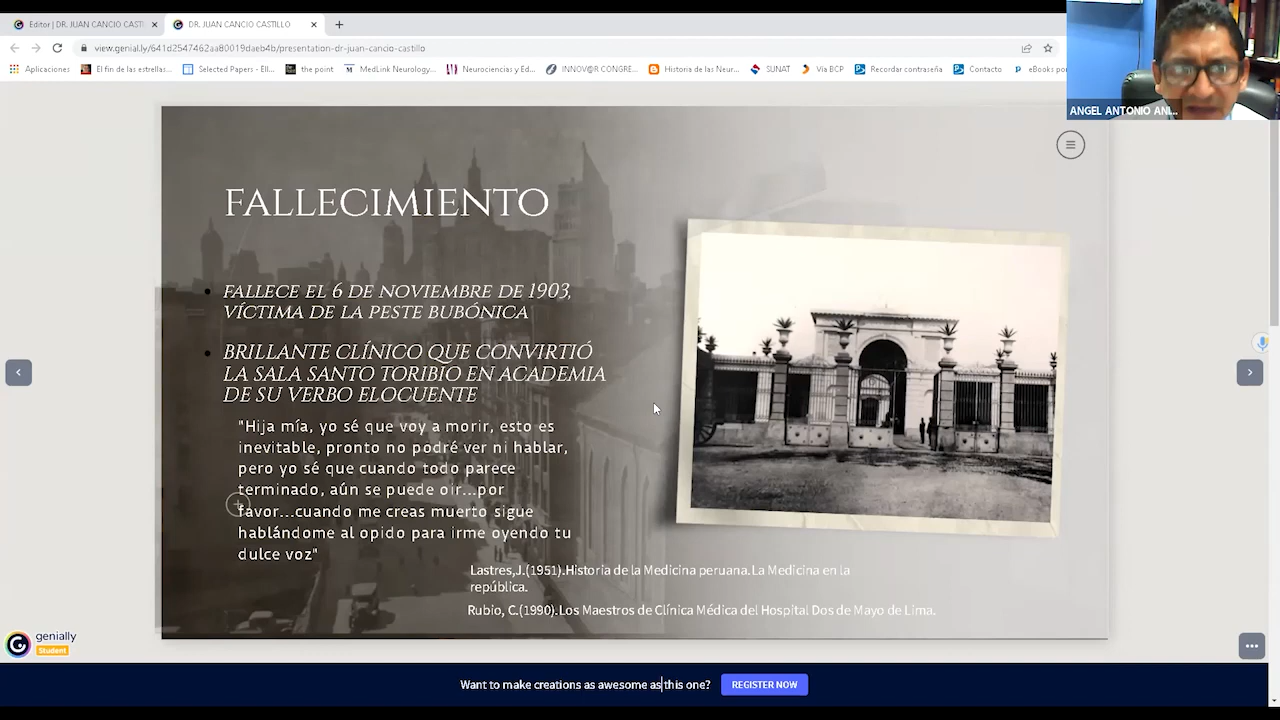 Editor | DR. JUAN CANCIO CASTI
DR. JUAN CANCIO CASTILLO
view.genial.ly/641d2547462aa80019daeb4b/presentation-dr-juan-cancio-castillo
Aplicaciones
El fin de las estrellas...
Selected Papers - Ell...
the point
MedLink Neurology...
Neurociencias y Ed...
INNOV@R CONGRE...
Historia de las Neur...
SUNAT
Via BCP
Recordar contraseña
Contacto
eBooks po
ANGEL ANTONIO ANI...
FALLECIMIENTO
FALLECE EL 6 DE NOVIEMBRE DE 1903,
VÍCTIMA DE LA PESTE BUBÓNICA
BRILLANTE CLÍNICO QUE CONVIRTIÓ
LA SALA SANTO TORIBIO EN ACADEMIA
DE SU VERBO ELOCUENTE
"Hija mía, yo sé que voy a morir, esto es
inevitable, pronto no podré ver ni hablar,
pero yo sé que cuando todo parece
terminado, aún se puede oir...por
favor...cuando me creas muerto sigue
hablándome al opido para irme oyendo tu
dulce voz"
Lastres,J.(1951).Historia de la Medicina peruana.La Medicina en la
república.
Rubio, C.(1990).Los Maestros de Clínica Médica del Hospital Dos de Mayo de Lima.
genially
Student
Want to make creations as awesome as this one?
REGISTER NOW